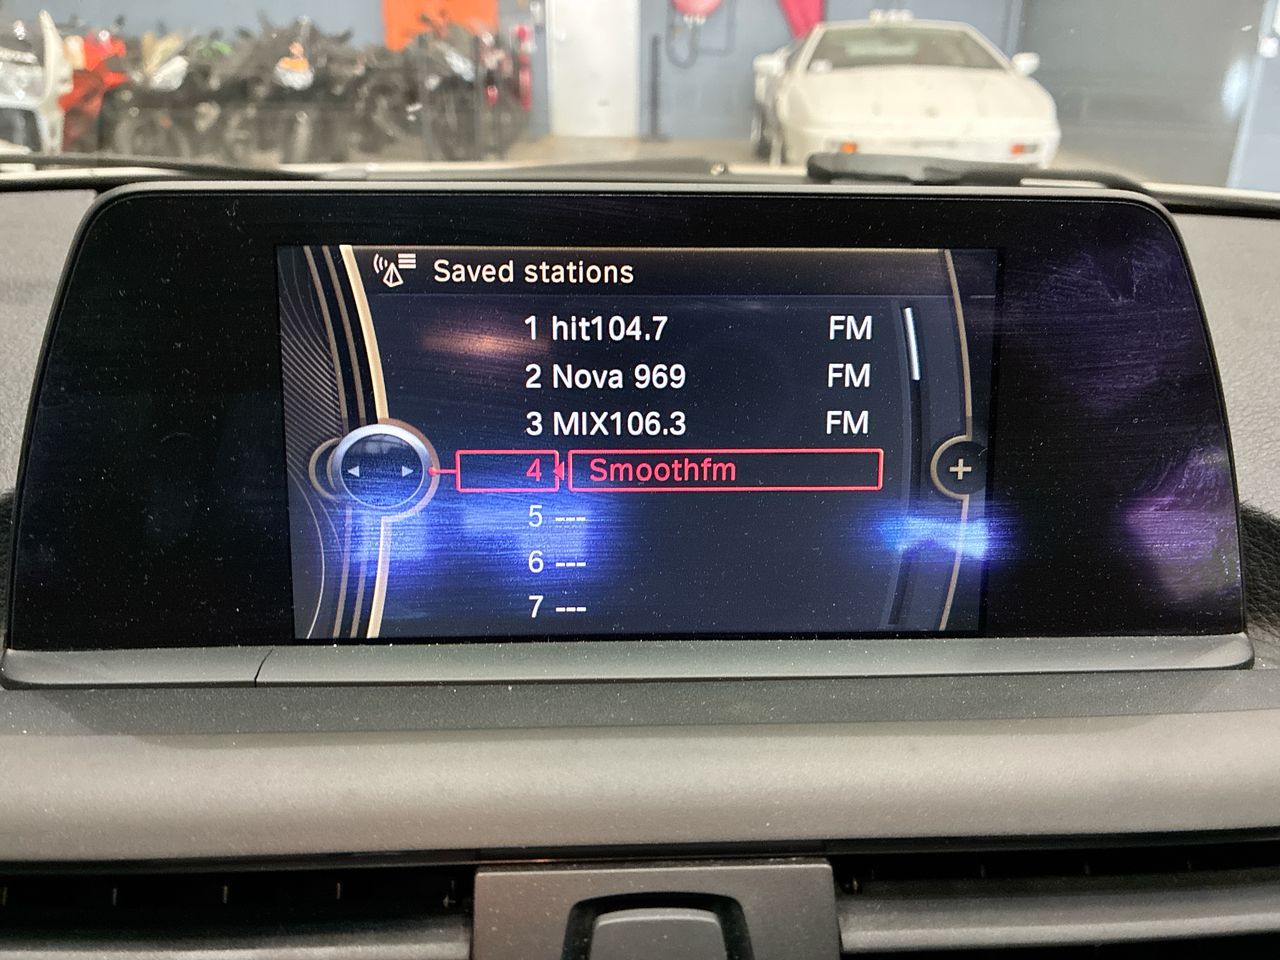 Saved stations
1 hit104.7 FM
2 Nova 969 FM
3 MIX106.3 FM
4 Smoothfm
5 ---
6 ---
7 ---